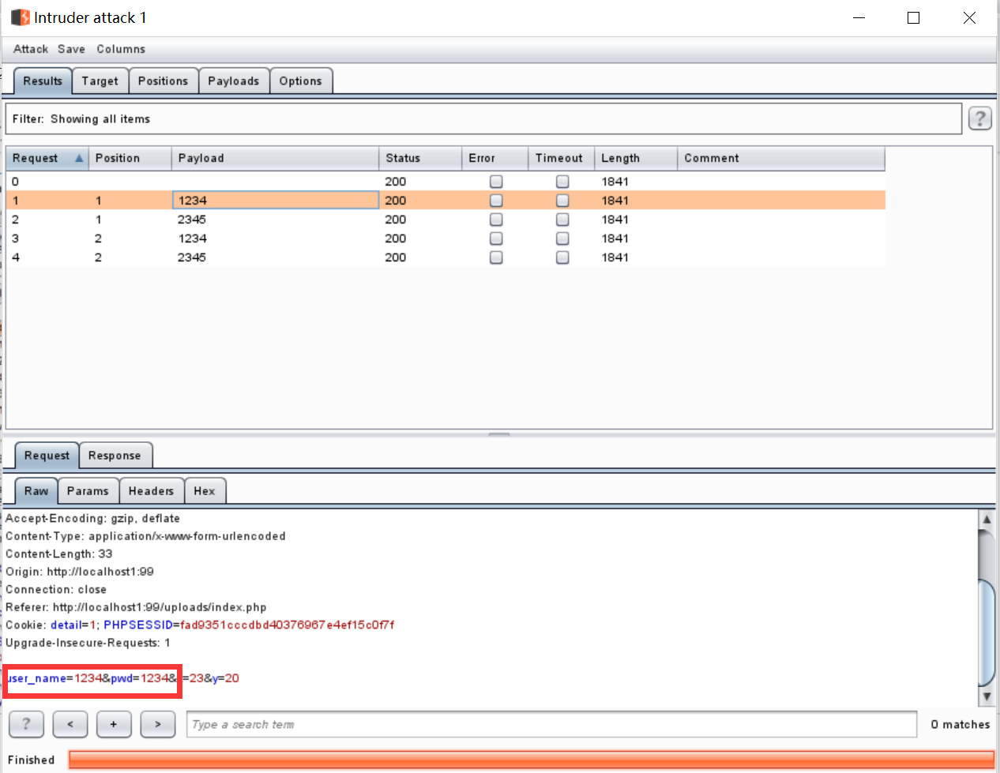 Intruder attack 1
Attack Save Columns
Results Target Positions Payloads Options
Filter: Showing all items ?
Request Position Payload Status Error Timeout Length Comment
0 200 1841
1 1 1234 200 1841
2 1 2345 200 1841
3 2 1234 200 1841
4 2 2345 200 1841
Request Response
Raw Params Headers Hex
Accept-Encoding: gzip, deflate
Content-Type: application/x-www-form-urlencoded
Content-Length: 33
Origin: http://localhost1:99
Connection: close
Referer: http://localhost1:99/uploads/index.php
Cookie: detail=1; PHPSESSID=fad9351cccdbd40376967e4ef15c0f7f
Upgrade-Insecure-Requests: 1
user_name=1234&pwd=1234& =23&y=20
? < + > Type a search term 0 matches
Finished